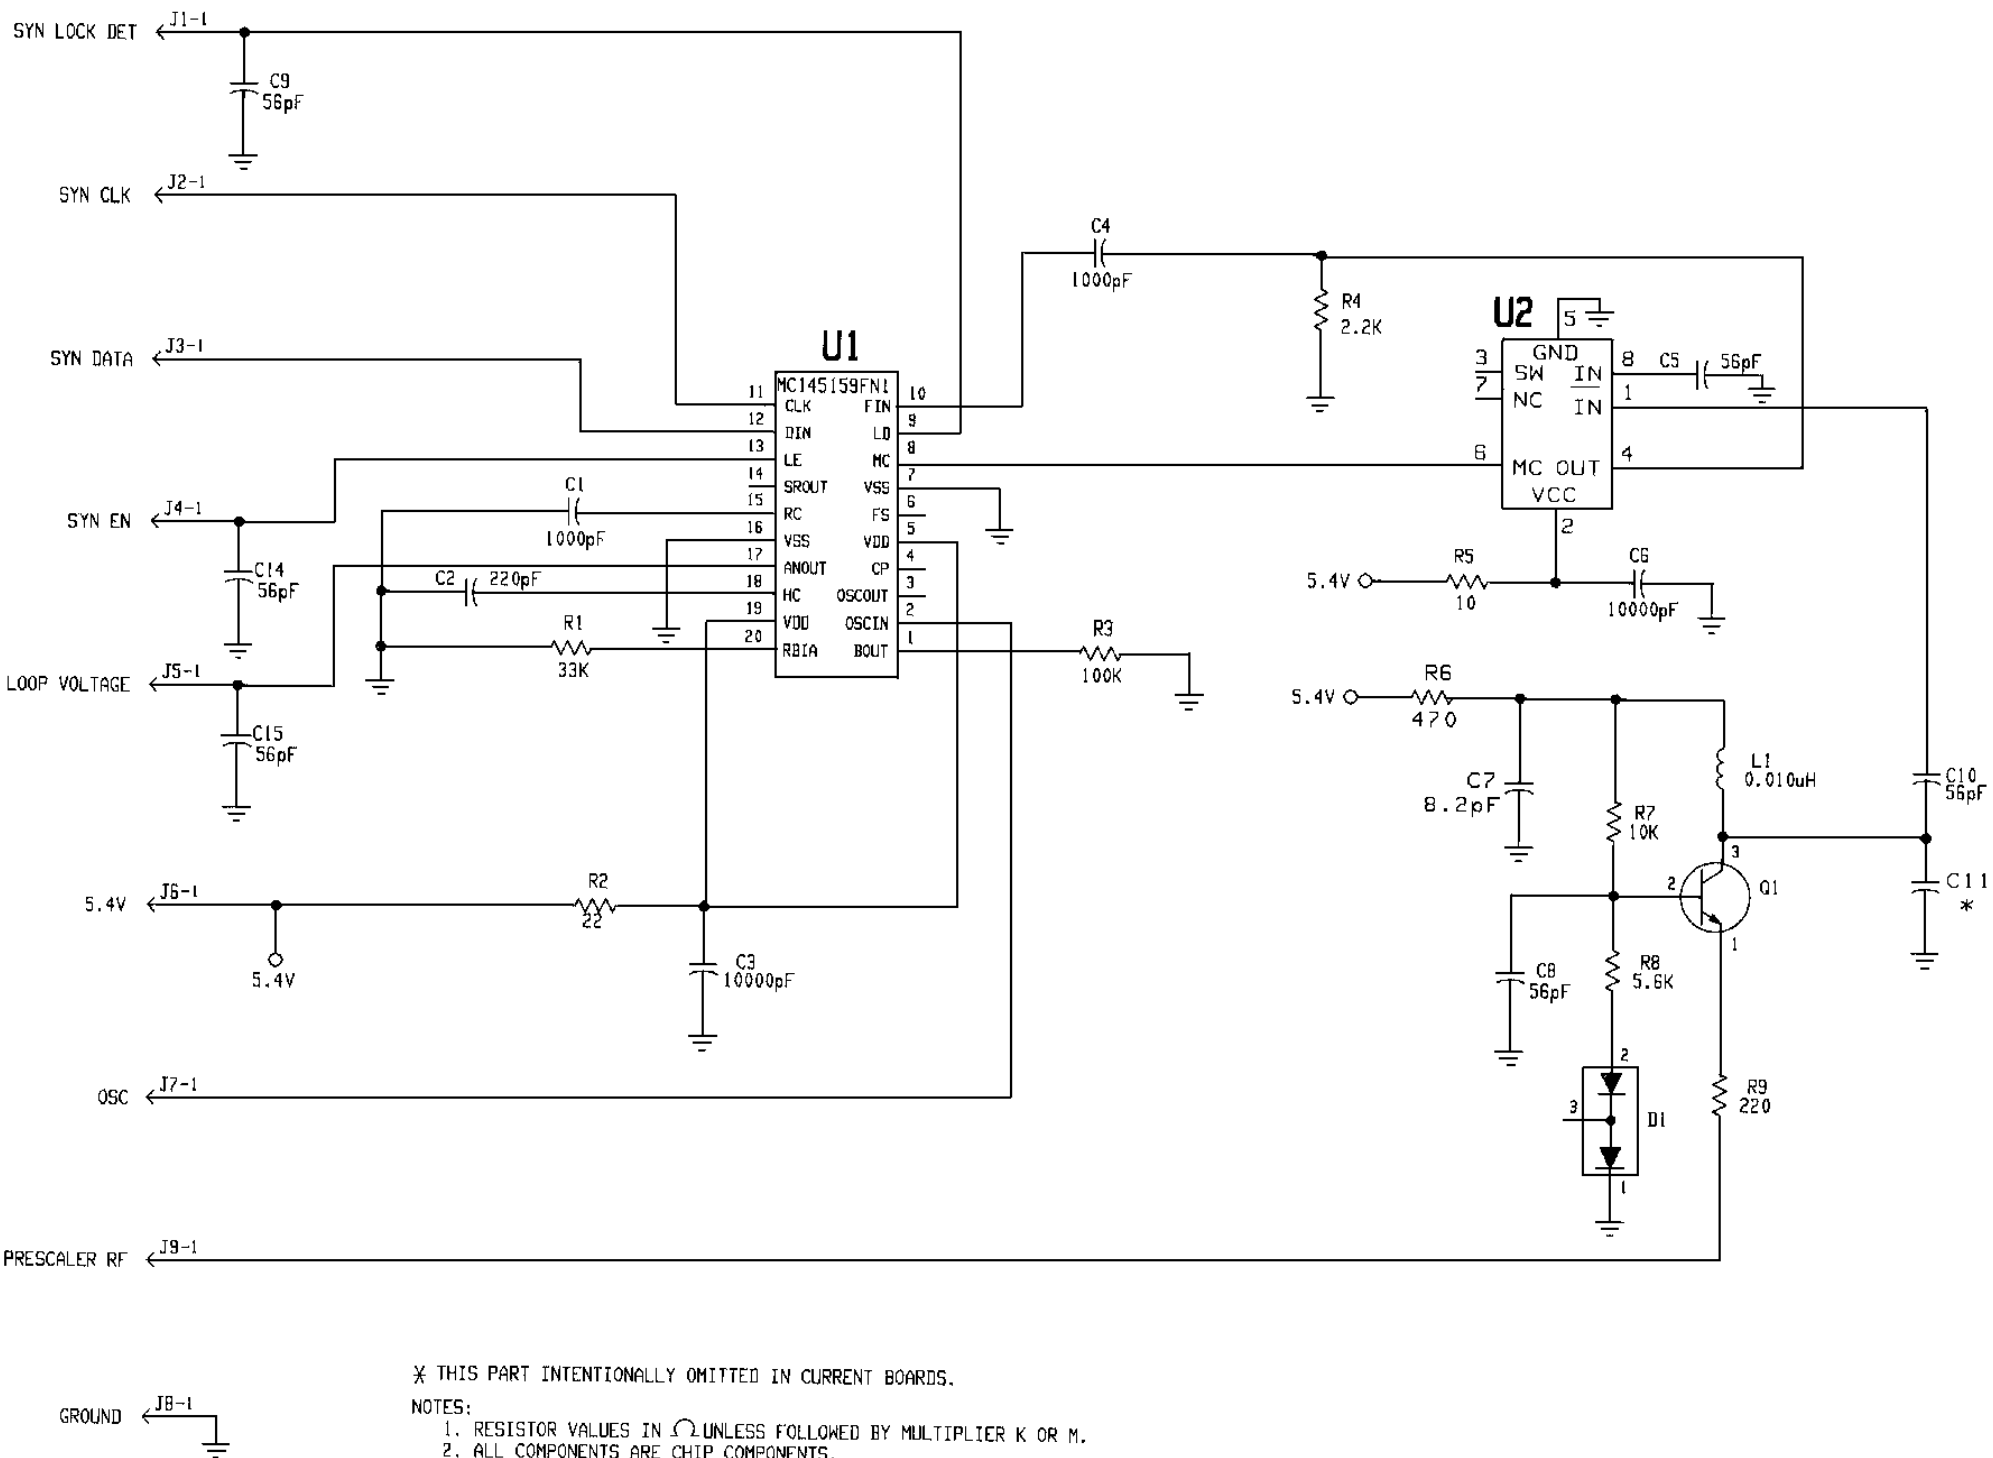 SYN LOCK DET
J1-1
C9
56pF
SYN CLK
J2-1
C4
1000pF
R4
2.2K
U2
5
GND
3
SW
IN
8
C5
56pF
7
NC
IN
1
6
MC OUT
4
VCC
2
SYN DATA
J3-1
U1
MC145159FN1
11
CLK
FIN
10
12
DIN
LD
9
13
LE
MC
8
14
SROUT
VSS
7
15
RC
FS
6
16
VSS
VDD
5
17
ANOUT
CP
4
18
HC
OSCOUT
3
19
VDD
OSCIN
2
20
RBIA
BOUT
1
SYN EN
J4-1
C1
1000pF
C14
56pF
C2
220pF
R1
33K
R3
100K
5.4V
R5
10
C6
10000pF
LOOP VOLTAGE
J5-1
C15
56pF
5.4V
R6
470
C7
8.2pF
L1
0.010uH
C10
56pF
R7
10K
3
2
Q1
1
C11
*
5.4V
J6-1
R2
22
5.4V
C3
10000pF
C8
56pF
R8
5.6K
2
3
D1
1
R9
220
OSC
J7-1
PRESCALER RF
J9-1
* THIS PART INTENTIONALLY OMITTED IN CURRENT BOARDS.
GROUND
J8-1
NOTES:
1. RESISTOR VALUES IN Ω UNLESS FOLLOWED BY MULTIPLIER K OR M.
2. ALL COMPONENTS ARE CHIP COMPONENTS.